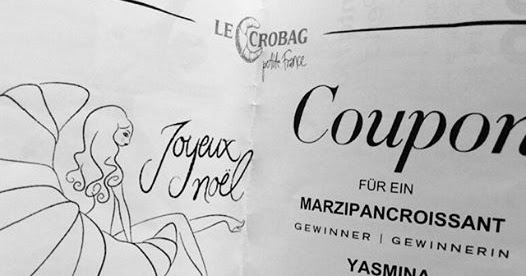 LE CROBAG
petite France
Joyeux
noël
Coupon
FÜR EIN
MARZIPANCROISSANT
GEWINNER | GEWINNERIN
YASMINA